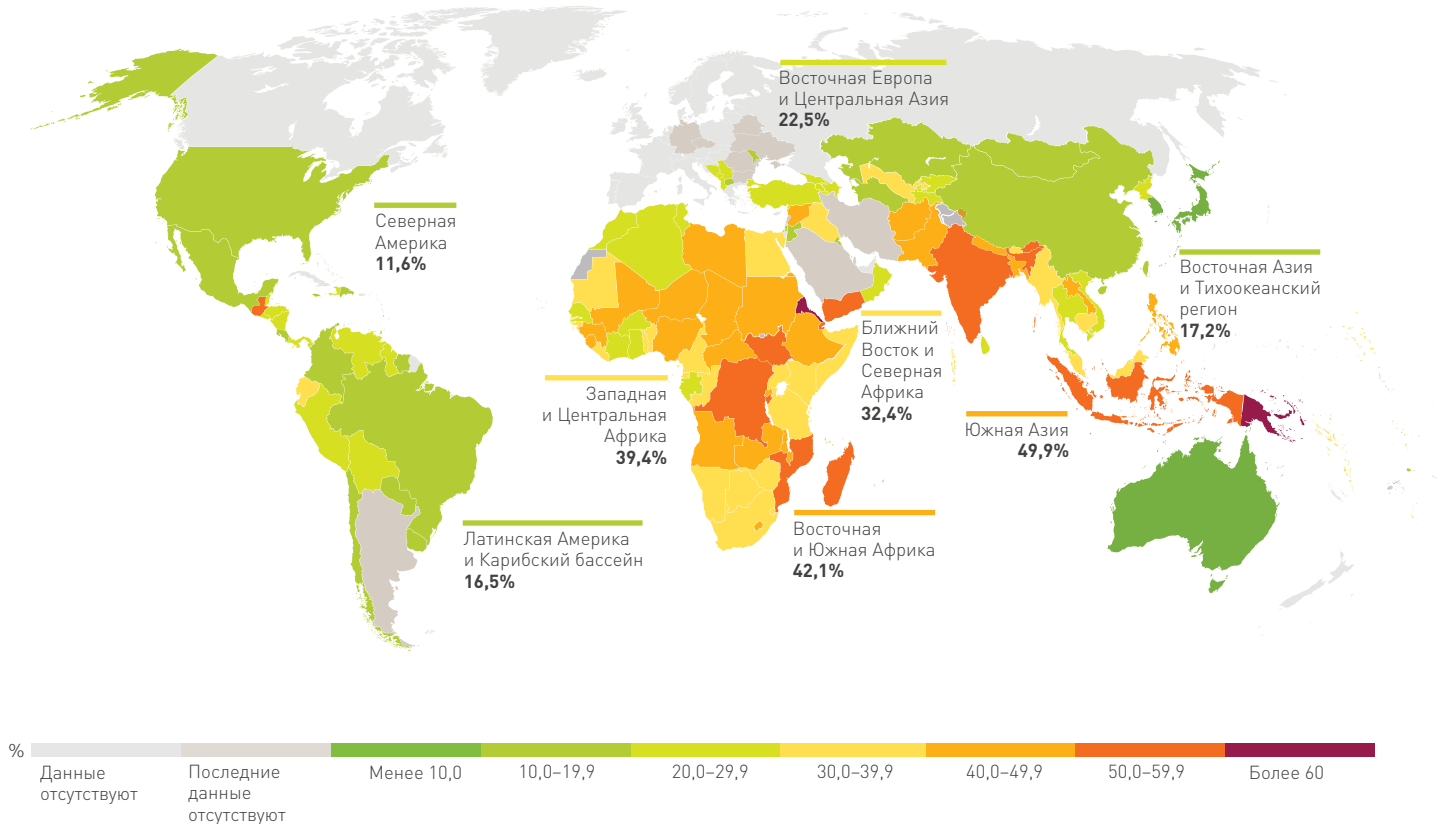 Восточная Европа
и Центральная Азия
22,5%
Северная
Америка
11,6%
Восточная Азия
и Тихоокеанский
регион
17,2%
Ближний
Восток и
Северная
Африка
32,4%
Западная
и Центральная
Африка
39,4%
Южная Азия
49,9%
Восточная
и Южная Африка
42,1%
Латинская Америка
и Карибский бассейн
16,5%
%
Данные
отсутствуют
Последние
данные
отсутствуют
Менее 10,0
10,0–19,9
20,0–29,9
30,0–39,9
40,0–49,9
50,0–59,9
Более 60